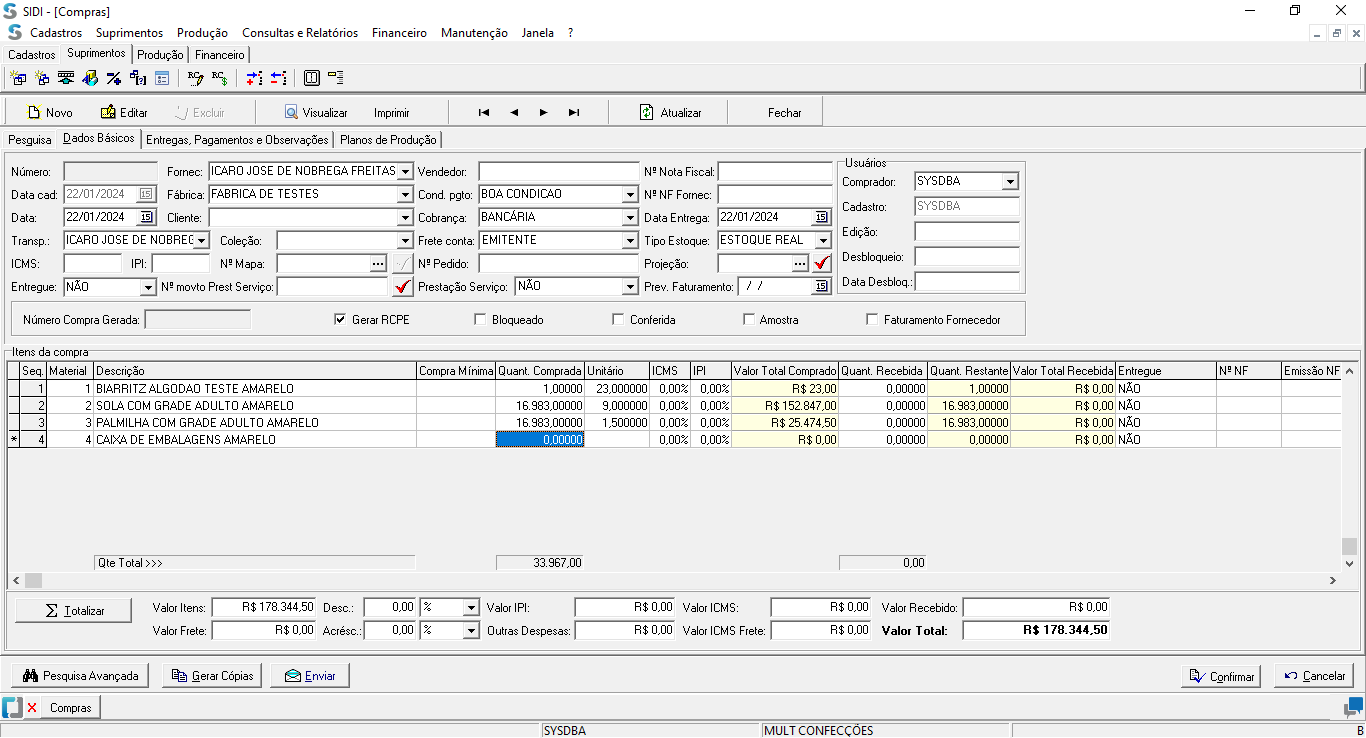 SIDI - [Compras]
Cadastros Suprimentos Produção Consultas e Relatórios Financeiro Manutenção Janela ?
Cadastros Suprimentos Produção Financeiro
Novo Editar Excluir Visualizar Imprimir Atualizar Fechar
Pesquisa Dados Básicos Entregas, Pagamentos e Observações Planos de Produção
Número: Fornec: ICARO JOSE DE NOBREGA FREITAS Vendedor: Nº Nota Fiscal: Usuários
Comprador: SYSDBA
Data cad: 22/01/2024 15 Fábrica: FABRICA DE TESTES Cond. pgto: BOA CONDICAO Nº NF Fornec:
Cadastro: SYSDBA
Data: 22/01/2024 15 Cliente: Cobrança: BANCÁRIA Data Entrega: 22/01/2024 15
Edição:
Transp.: ICARO JOSE DE NOBREG Coleção: Frete conta: EMITENTE Tipo Estoque: ESTOQUE REAL
Desbloqueio:
ICMS: IPI: Nº Mapa: ... Nº Pedido: Projeção: ...
Data Desbloq.:
Entregue: NÃO Nº movto Prest Serviço: Prestação Serviço: NÃO Prev. Faturamento: / / 15
Número Compra Gerada: Gerar RCPE Bloqueado Conferida Amostra Faturamento Fornecedor
Itens da compra
Seq. Material Descrição Compra Mínima Quant. Comprada Unitário ICMS IPI Valor Total Comprado Quant. Recebida Quant. Restante Valor Total Recebida Entregue Nº NF Emissão NF
1 1 BIARRITZ ALGODAO TESTE AMARELO 1,00000 23,000000 0,00% 0,00% R$ 23,00 0,00000 1,00000 R$ 0,00 NÃO
2 2 SOLA COM GRADE ADULTO AMARELO 16.983,00000 9,000000 0,00% 0,00% R$ 152.847,00 0,00000 16.983,00000 R$ 0,00 NÃO
3 3 PALMILHA COM GRADE ADULTO AMARELO 16.983,00000 1,500000 0,00% 0,00% R$ 25.474,50 0,00000 16.983,00000 R$ 0,00 NÃO
* 4 4 CAIXA DE EMBALAGENS AMARELO 0,00000 0,00% 0,00% R$ 0,00 0,00000 0,00000 R$ 0,00 NÃO
Qte Total >>> 33.967,00 0,00
Σ Totalizar Valor Itens: R$ 178.344,50 Desc.: 0,00 % Valor IPI: R$ 0,00 Valor ICMS: R$ 0,00 Valor Recebido: R$ 0,00
Valor Frete: R$ 0,00 Acrésc.: 0,00 % Outras Despesas: R$ 0,00 Valor ICMS Frete: R$ 0,00 Valor Total: R$ 178.344,50
Pesquisa Avançada Gerar Cópias Enviar Confirmar Cancelar
Compras
SYSDBA MULT CONFECÇÕES B